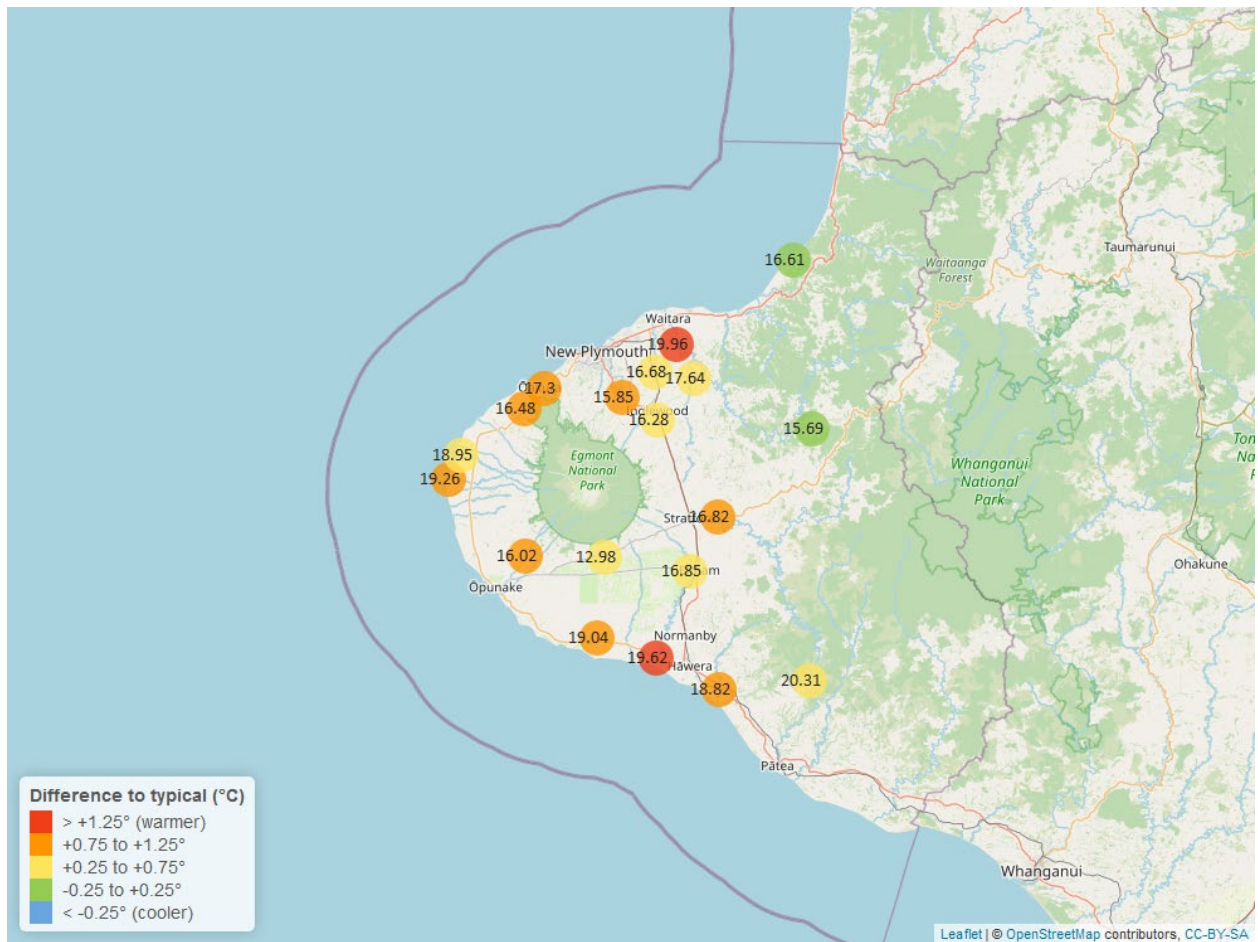 Taumarunui
16.61
Waitaanga
Forest
Waitara
19.96
New Plymouth
16.68
17.64
17.3
15.85
16.48
16.28
15.69
18.95
Egmont
National
Park
19.26
Whanganui
National
Park
16.82
16.02
12.98
16.85
Ohakune
Ōpunake
19.04
Normanby
19.62
Hāwera
18.82
20.31
Pātea
Whanganui
Difference to typical (°C)
> +1.25° (warmer)
+0.75 to +1.25°
+0.25 to +0.75°
-0.25 to +0.25°
< -0.25° (cooler)
Leaflet | © OpenStreetMap contributors, CC-BY-SA